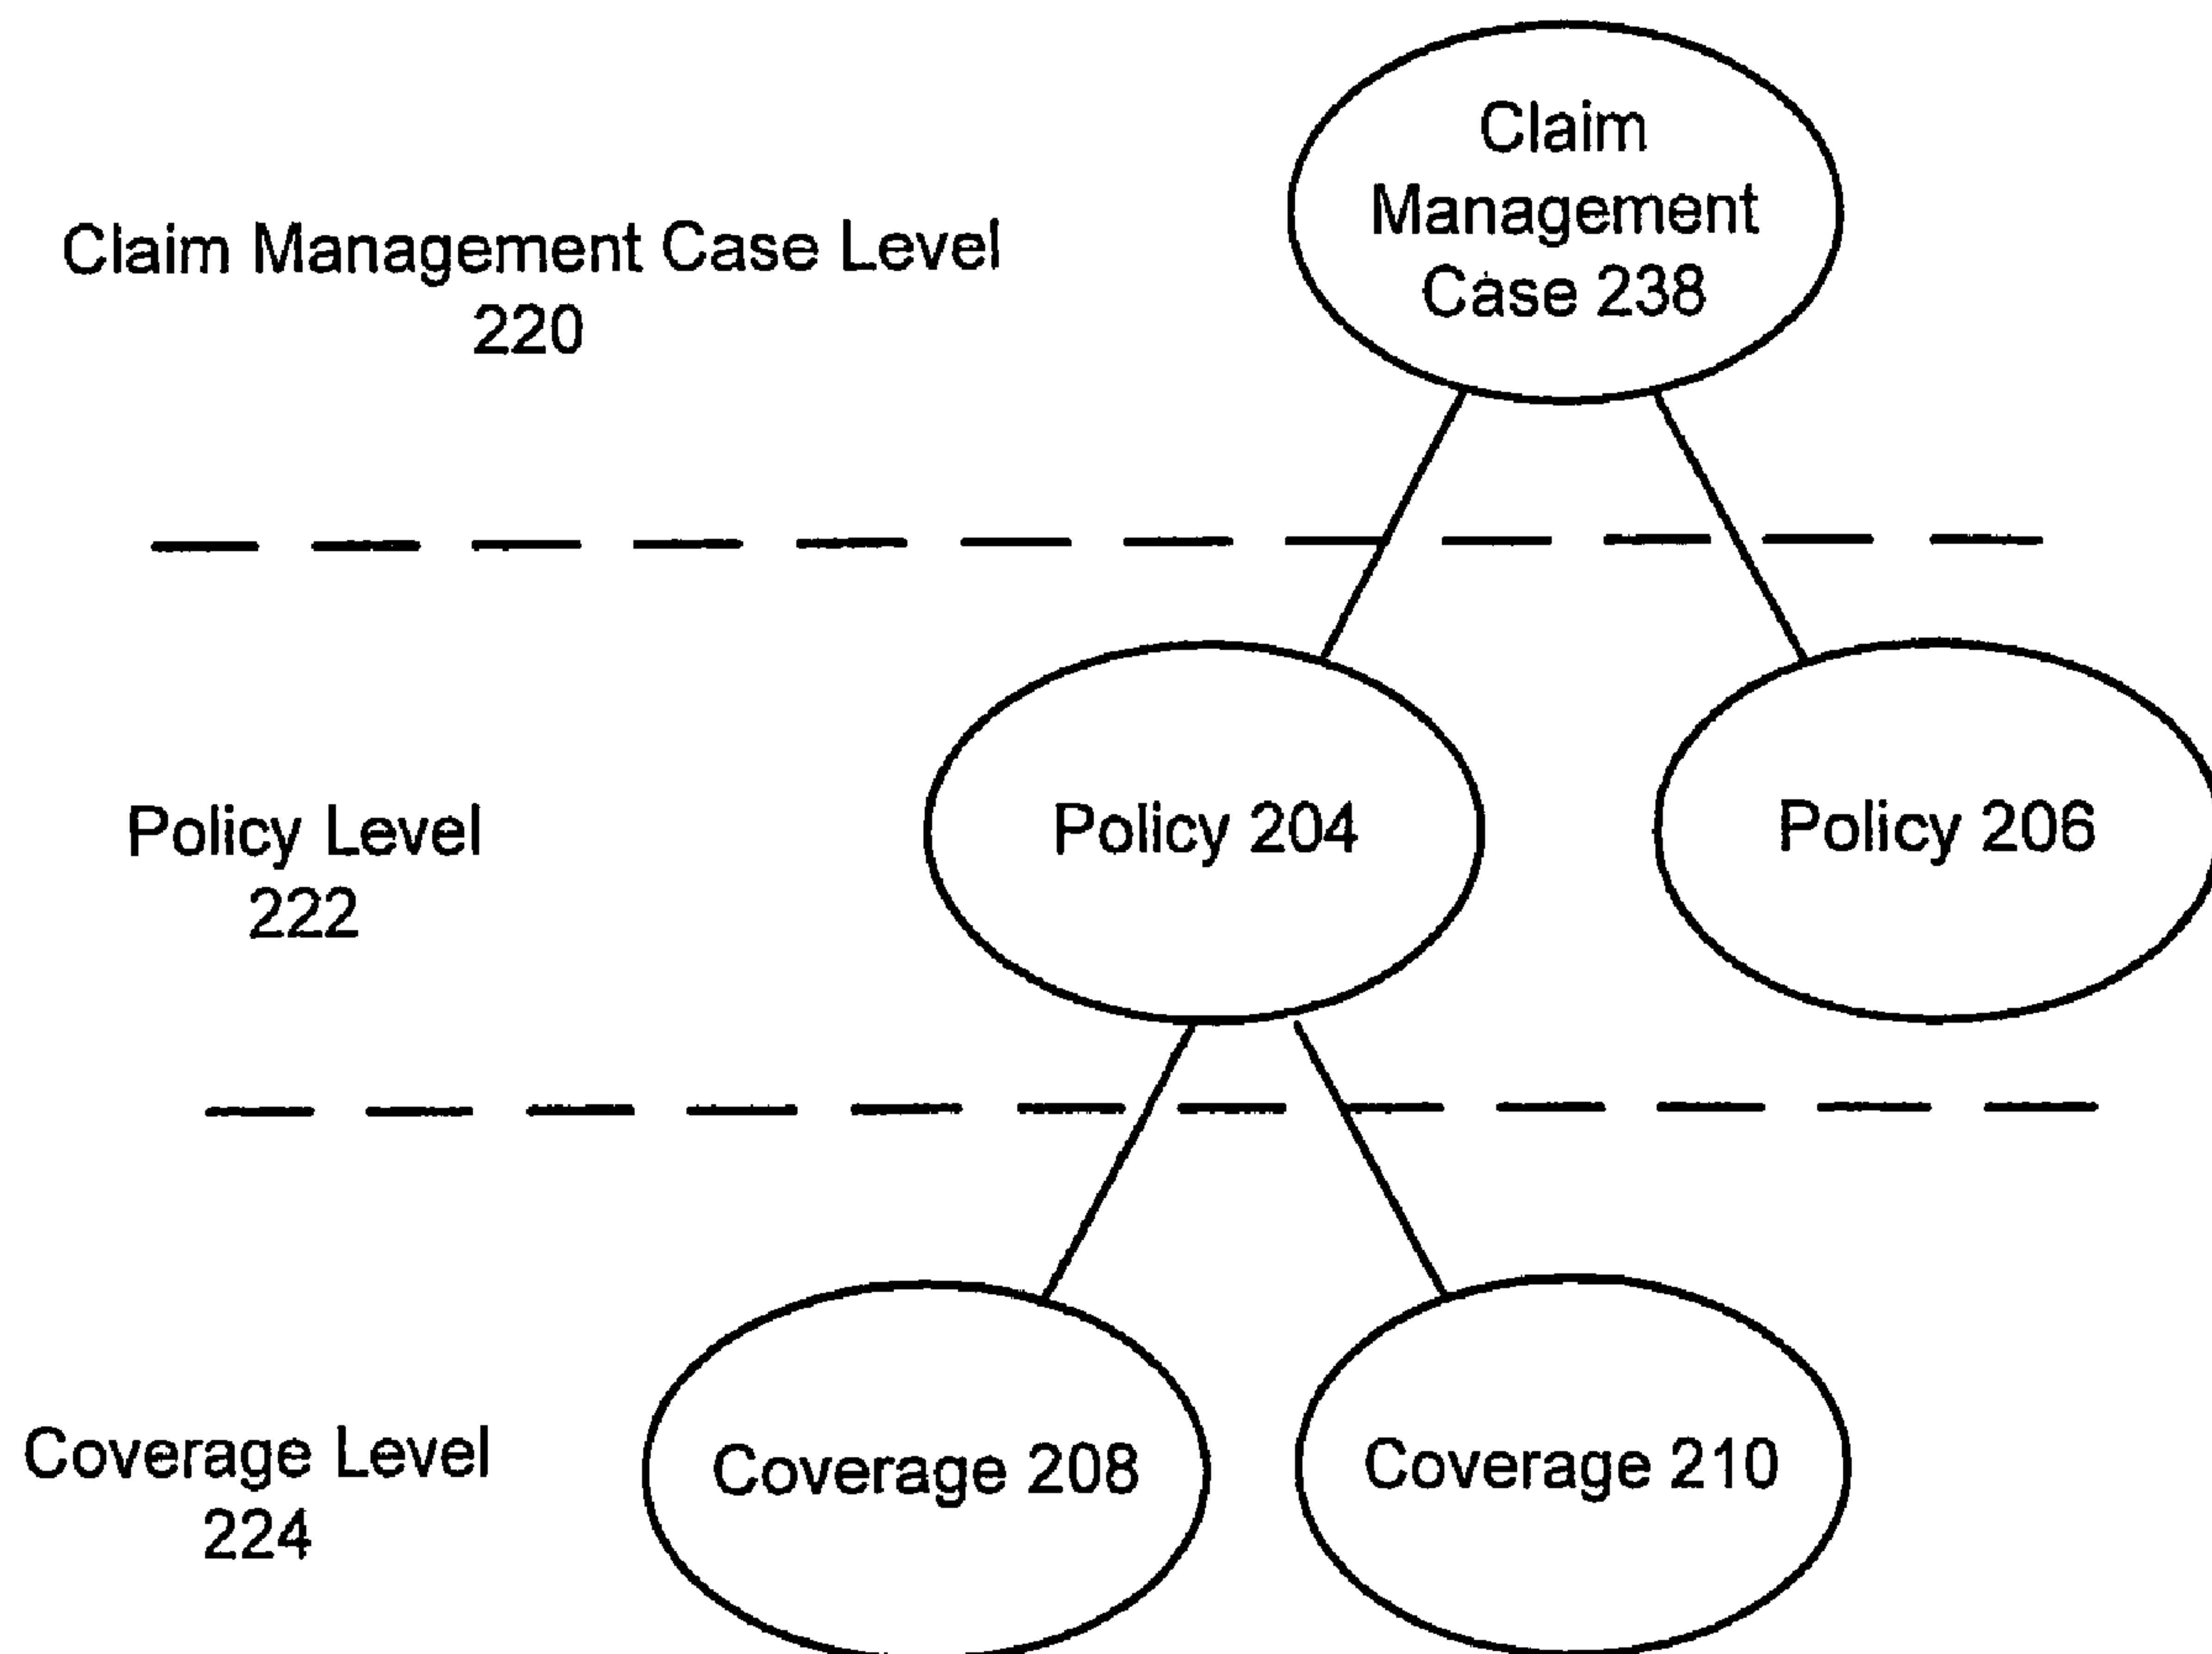 Claim
Management
Case 238
Claim Management Case Level
220
Policy Level
222
Policy 204
Policy 206
Coverage Level
224
Coverage 208
Coverage 210